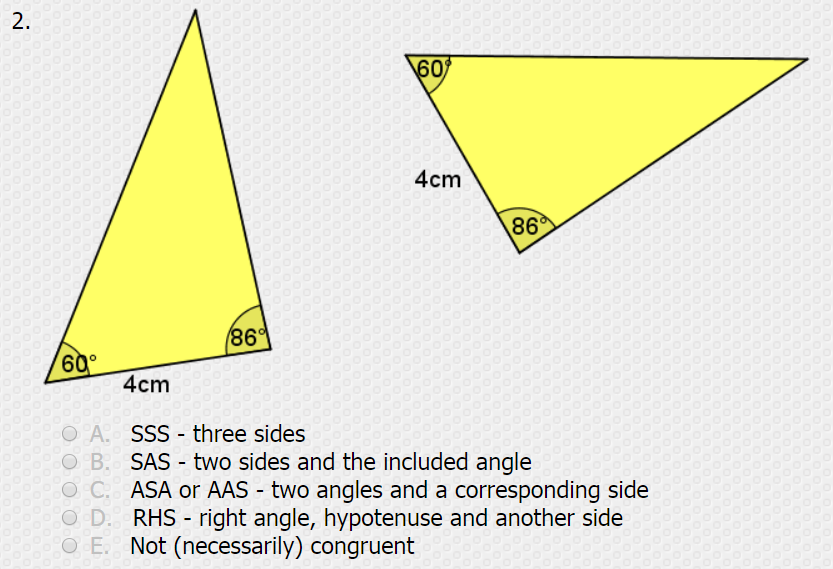 2.
60°
86°
4cm
60°
4cm
86°
A. SSS - three sides
B. SAS - two sides and the included angle
C. ASA or AAS - two angles and a corresponding side
D. RHS - right angle, hypotenuse and another side
E. Not (necessarily) congruent